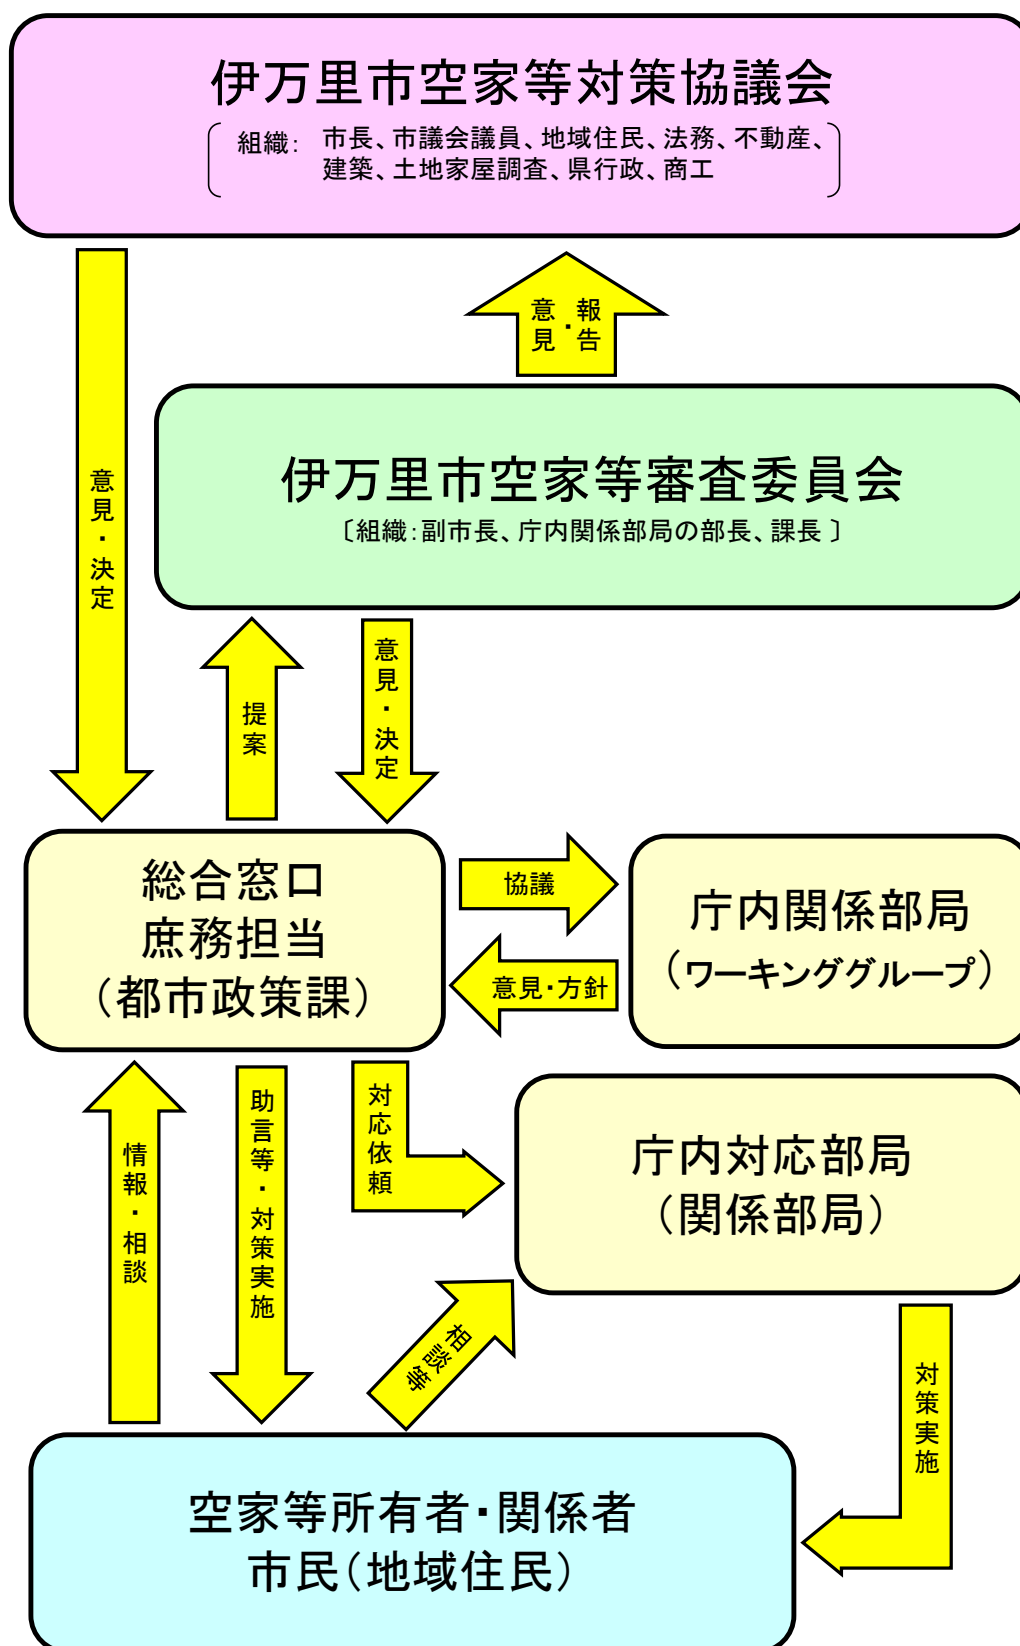 伊万里市空家等対策協議会
組織： 市長、市議会議員、地域住民、法務、不動産、
建築、土地家屋調査、県行政、商工
意見・報告
伊万里市空家等審査委員会
〔組織：副市長、庁内関係部局の部長、課長 〕
意見・決定
提案
意見・決定
総合窓口
庶務担当
（都市政策課）
協議
意見・方針
庁内関係部局
（ワーキンググループ）
対応依頼
庁内対応部局
（関係部局）
情報・相談
助言等・対策実施
相談等
対策実施
空家等所有者・関係者
市民（地域住民）